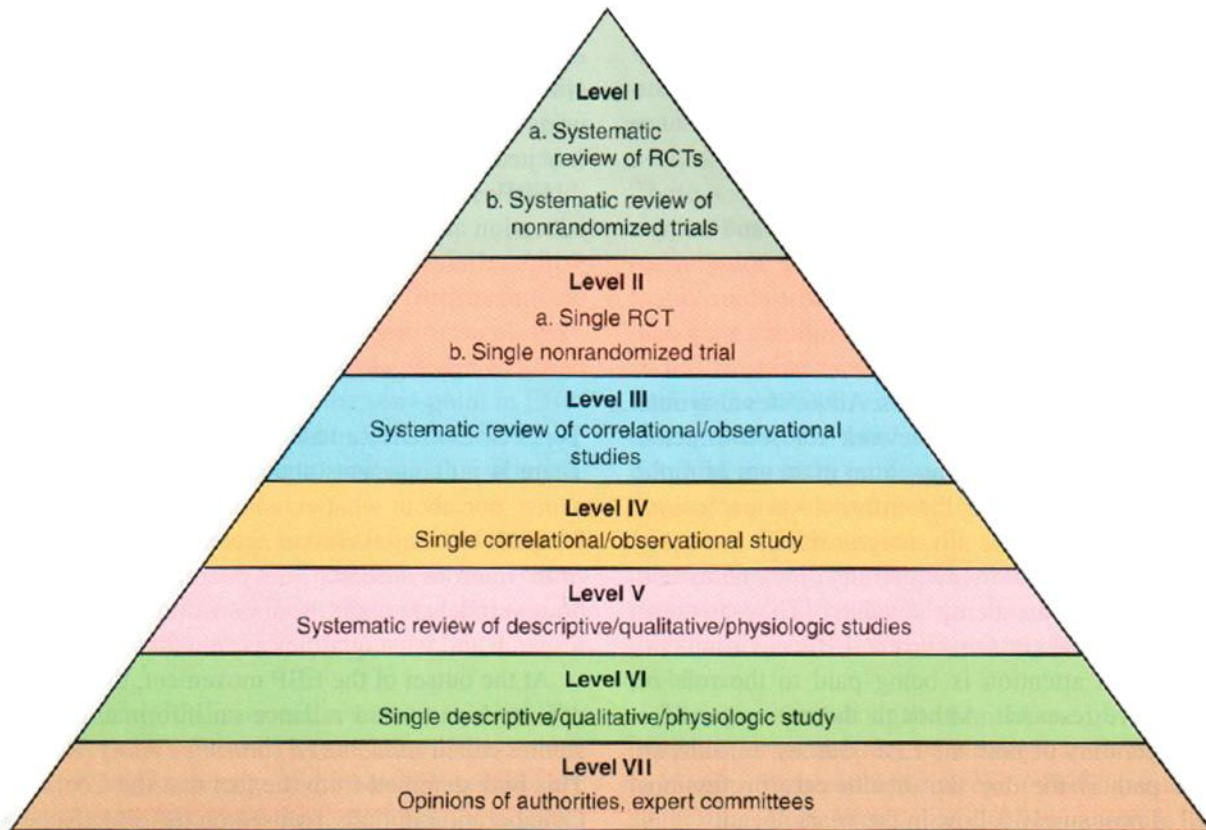 Level I
a. Systematic
review of RCTs
b. Systematic review of
nonrandomized trials
Level II
a. Single RCT
b. Single nonrandomized trial
Level III
Systematic review of correlational/observational
studies
Level IV
Single correlational/observational study
Level V
Systematic review of descriptive/qualitative/physiologic studies
Level VI
Single descriptive/qualitative/physiologic study
Level VII
Opinions of authorities, expert committees